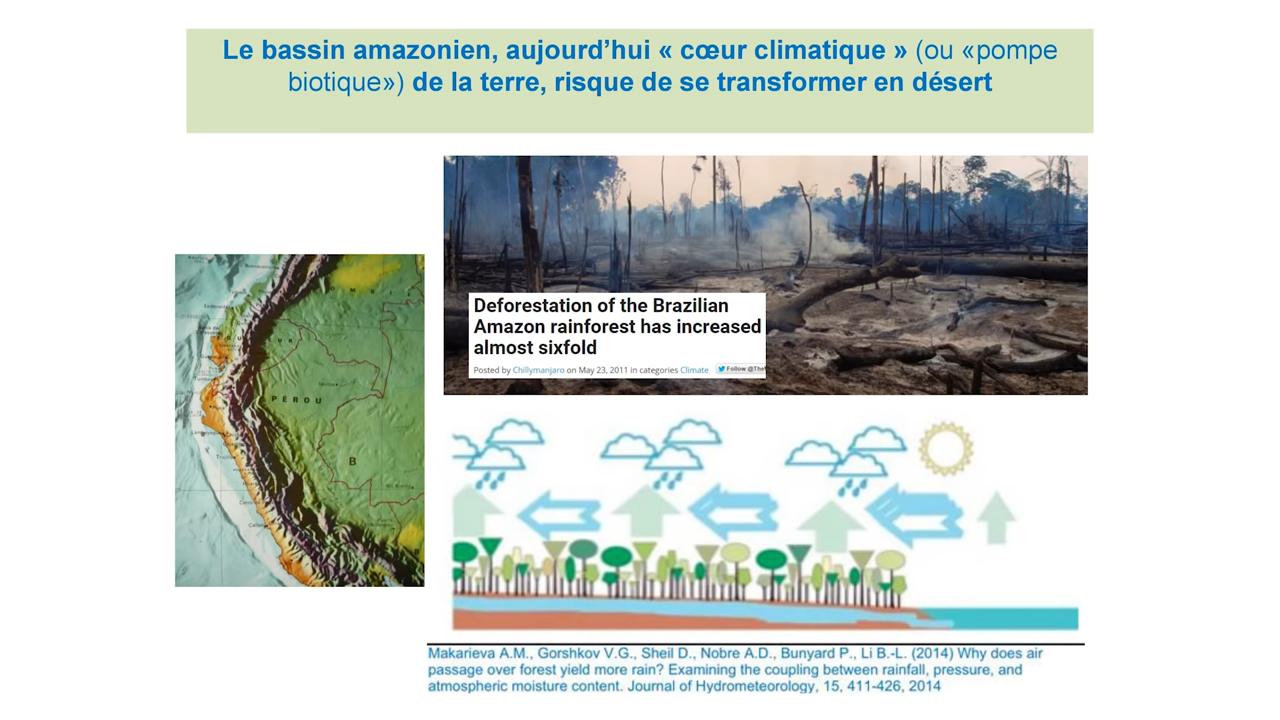 Le bassin amazonien, aujourd’hui « cœur climatique » (ou «pompe
biotique») de la terre, risque de se transformer en désert
Deforestation of the Brazilian
Amazon rainforest has increased
almost sixfold
Posted by Chillymanjaro on May 23, 2011 in categories Climate
Follow @The
PÉROU
B
Makarieva A.M., Gorshkov V.G., Sheil D., Nobre A.D., Bunyard P., Li B.-L. (2014) Why does air
passage over forest yield more rain? Examining the coupling between rainfall, pressure, and
atmospheric moisture content. Journal of Hydrometeorology, 15, 411-426, 2014